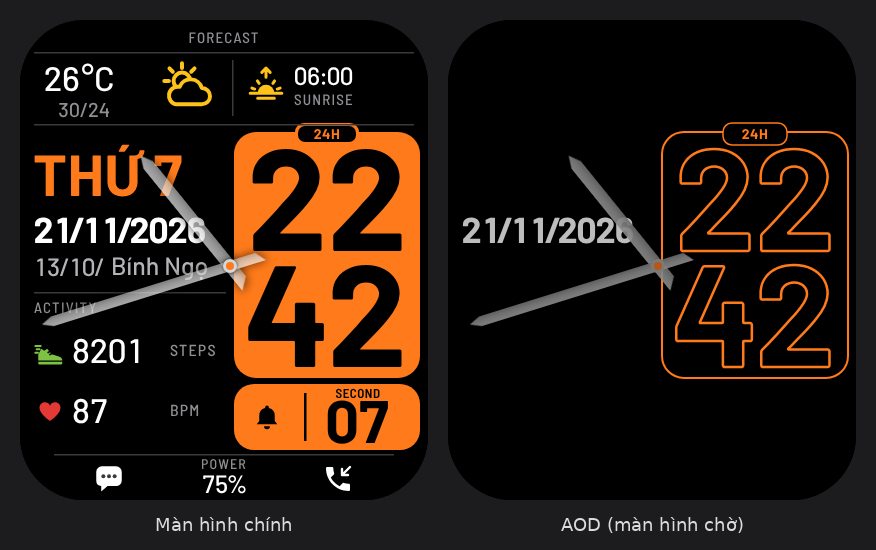 FORECAST
26°C
30/24
06:00
SUNRISE
24H
THỨ 7
21/11/2026
13/10/ Bính Ngọ
22
42
ACTIVITY
8201 STEPS
87 BPM
SECOND
07
POWER
75%
Màn hình chính
24H
21/11/2026
22
42
AOD (màn hình chờ)